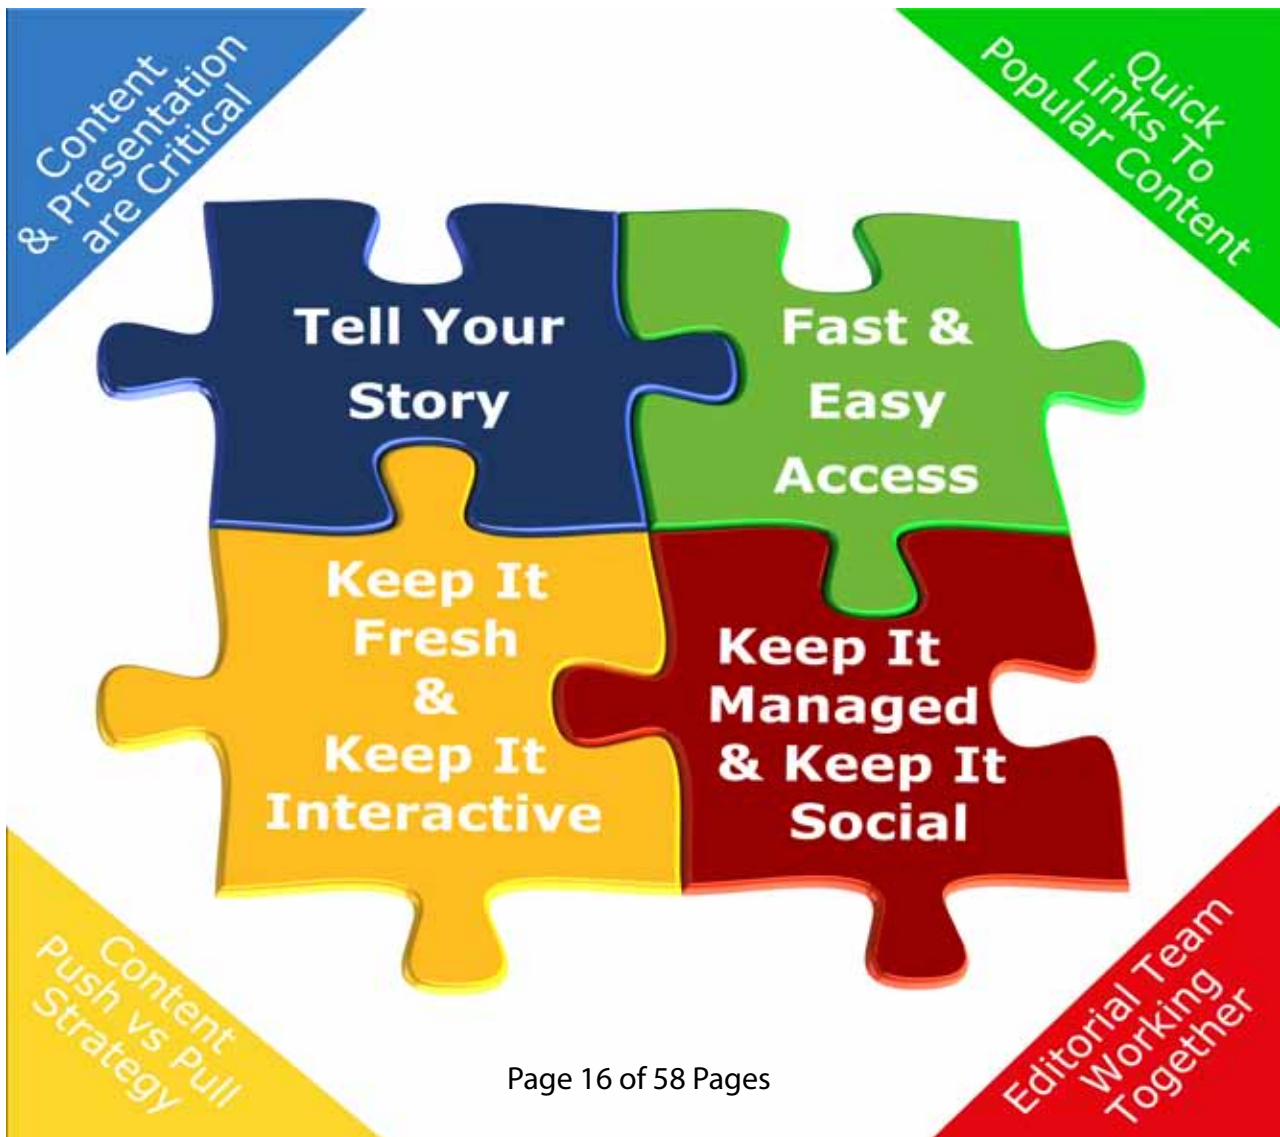 Content
& Presentation
are Critical
Quick
Links To
Popular Content
Tell Your
Story
Fast &
Easy
Access
Keep It
Fresh
&
Keep It
Interactive
Keep It
Managed
& Keep It
Social
Content
Push vs Pull
Strategy
Editorial Team
Working
Together
Page 16 of 58 Pages